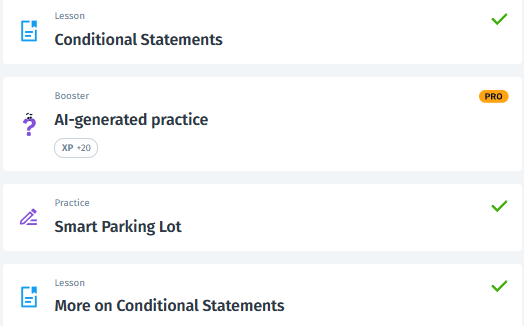 Lesson
Conditional Statements
Booster
PRO
AI-generated practice
XP +20
Practice
Smart Parking Lot
Lesson
More on Conditional Statements